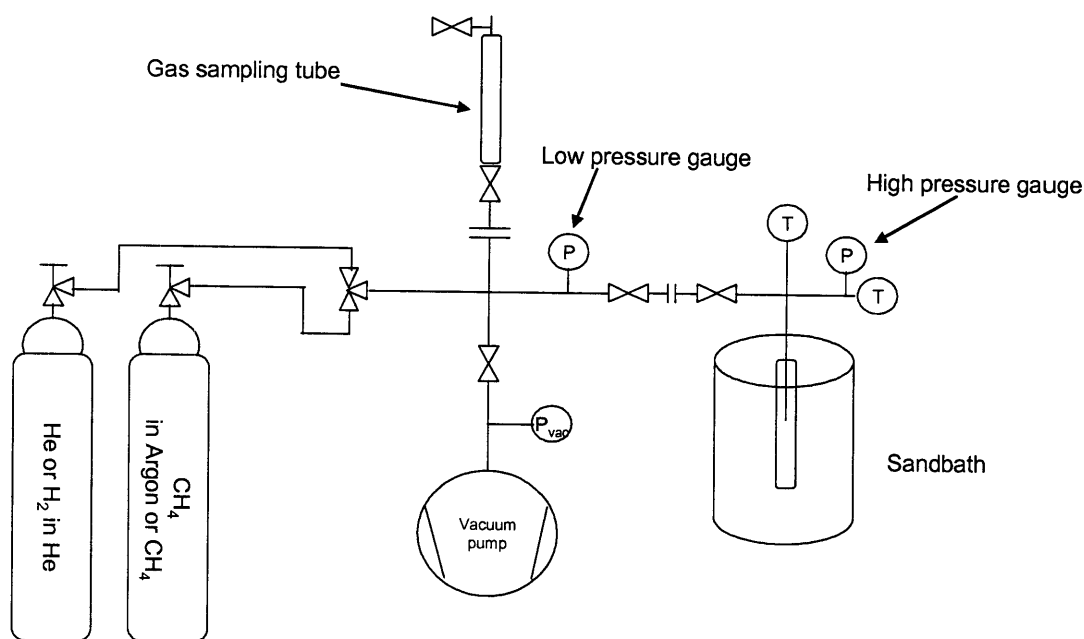 Gas sampling tube
Low pressure gauge
High pressure gauge
T
P
P
T
He or H₂ in He
CH₄
in Argon or CH₄
P_vac
Vacuum
pump
Sandbath